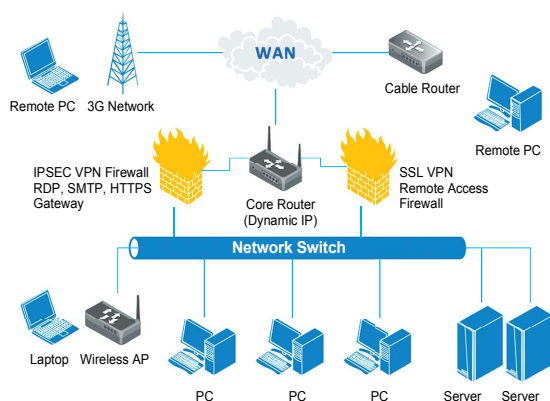 WAN
Remote PC
3G Network
Cable Router
Remote PC
IPSEC VPN Firewall
RDP, SMTP, HTTPS
Gateway
Core Router
(Dynamic IP)
SSL VPN
Remote Access
Firewall
Network Switch
Laptop
Wireless AP
PC
PC
PC
Server
Server